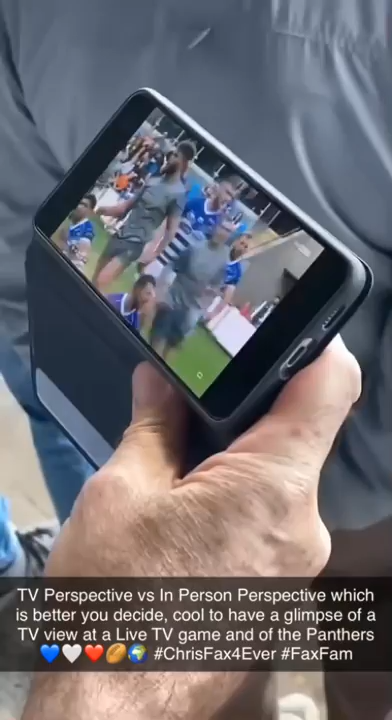 TV Perspective vs In Person Perspective which
is better you decide, cool to have a glimpse of a
TV view at a Live TV game and of the Panthers
💙🤍❤️🏉🌍 #ChrisFax4Ever #FaxFam